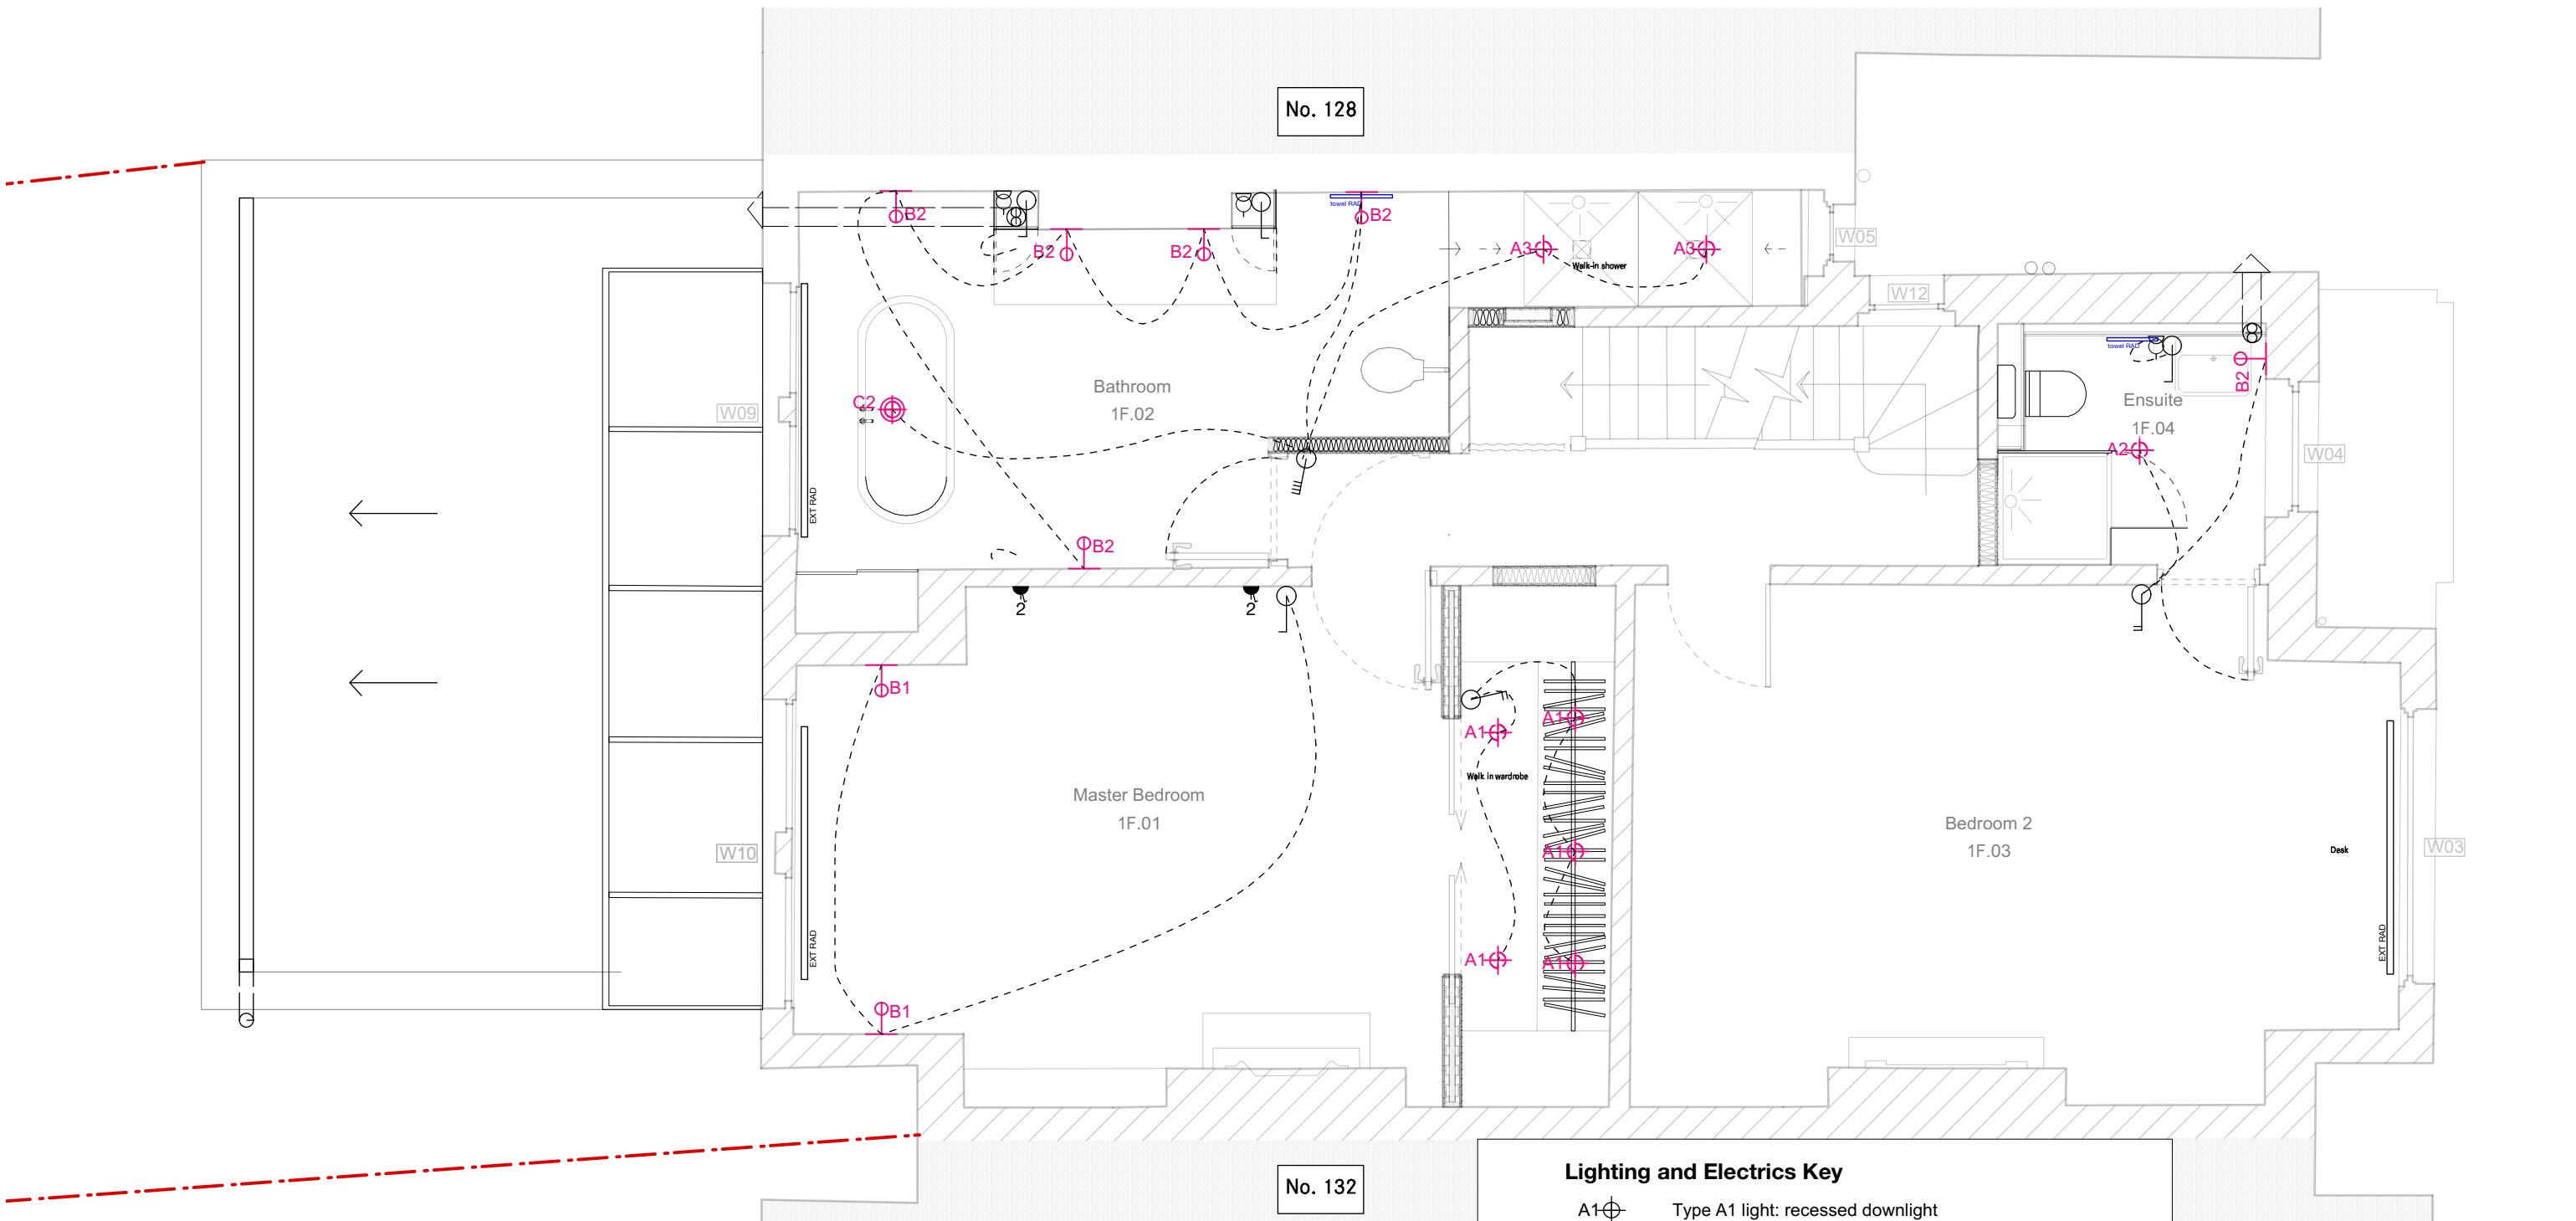 No. 128
B2
B2
B2
towel RAD
B2
A3
A3
Walk-in shower
W05
W12
Bathroom
1F.02
C2
W09
EXT RAD
B2
towel RAD
B2
Ensuite
1F.04
A2
W04
2
2
B1
A1
A1
Walk in wardrobe
Master Bedroom
1F.01
W10
A1
Bedroom 2
1F.03
Desk
W03
EXT RAD
EXT RAD
A1
A1
B1
No. 132
Lighting and Electrics Key
A1 Type A1 light: recessed downlight